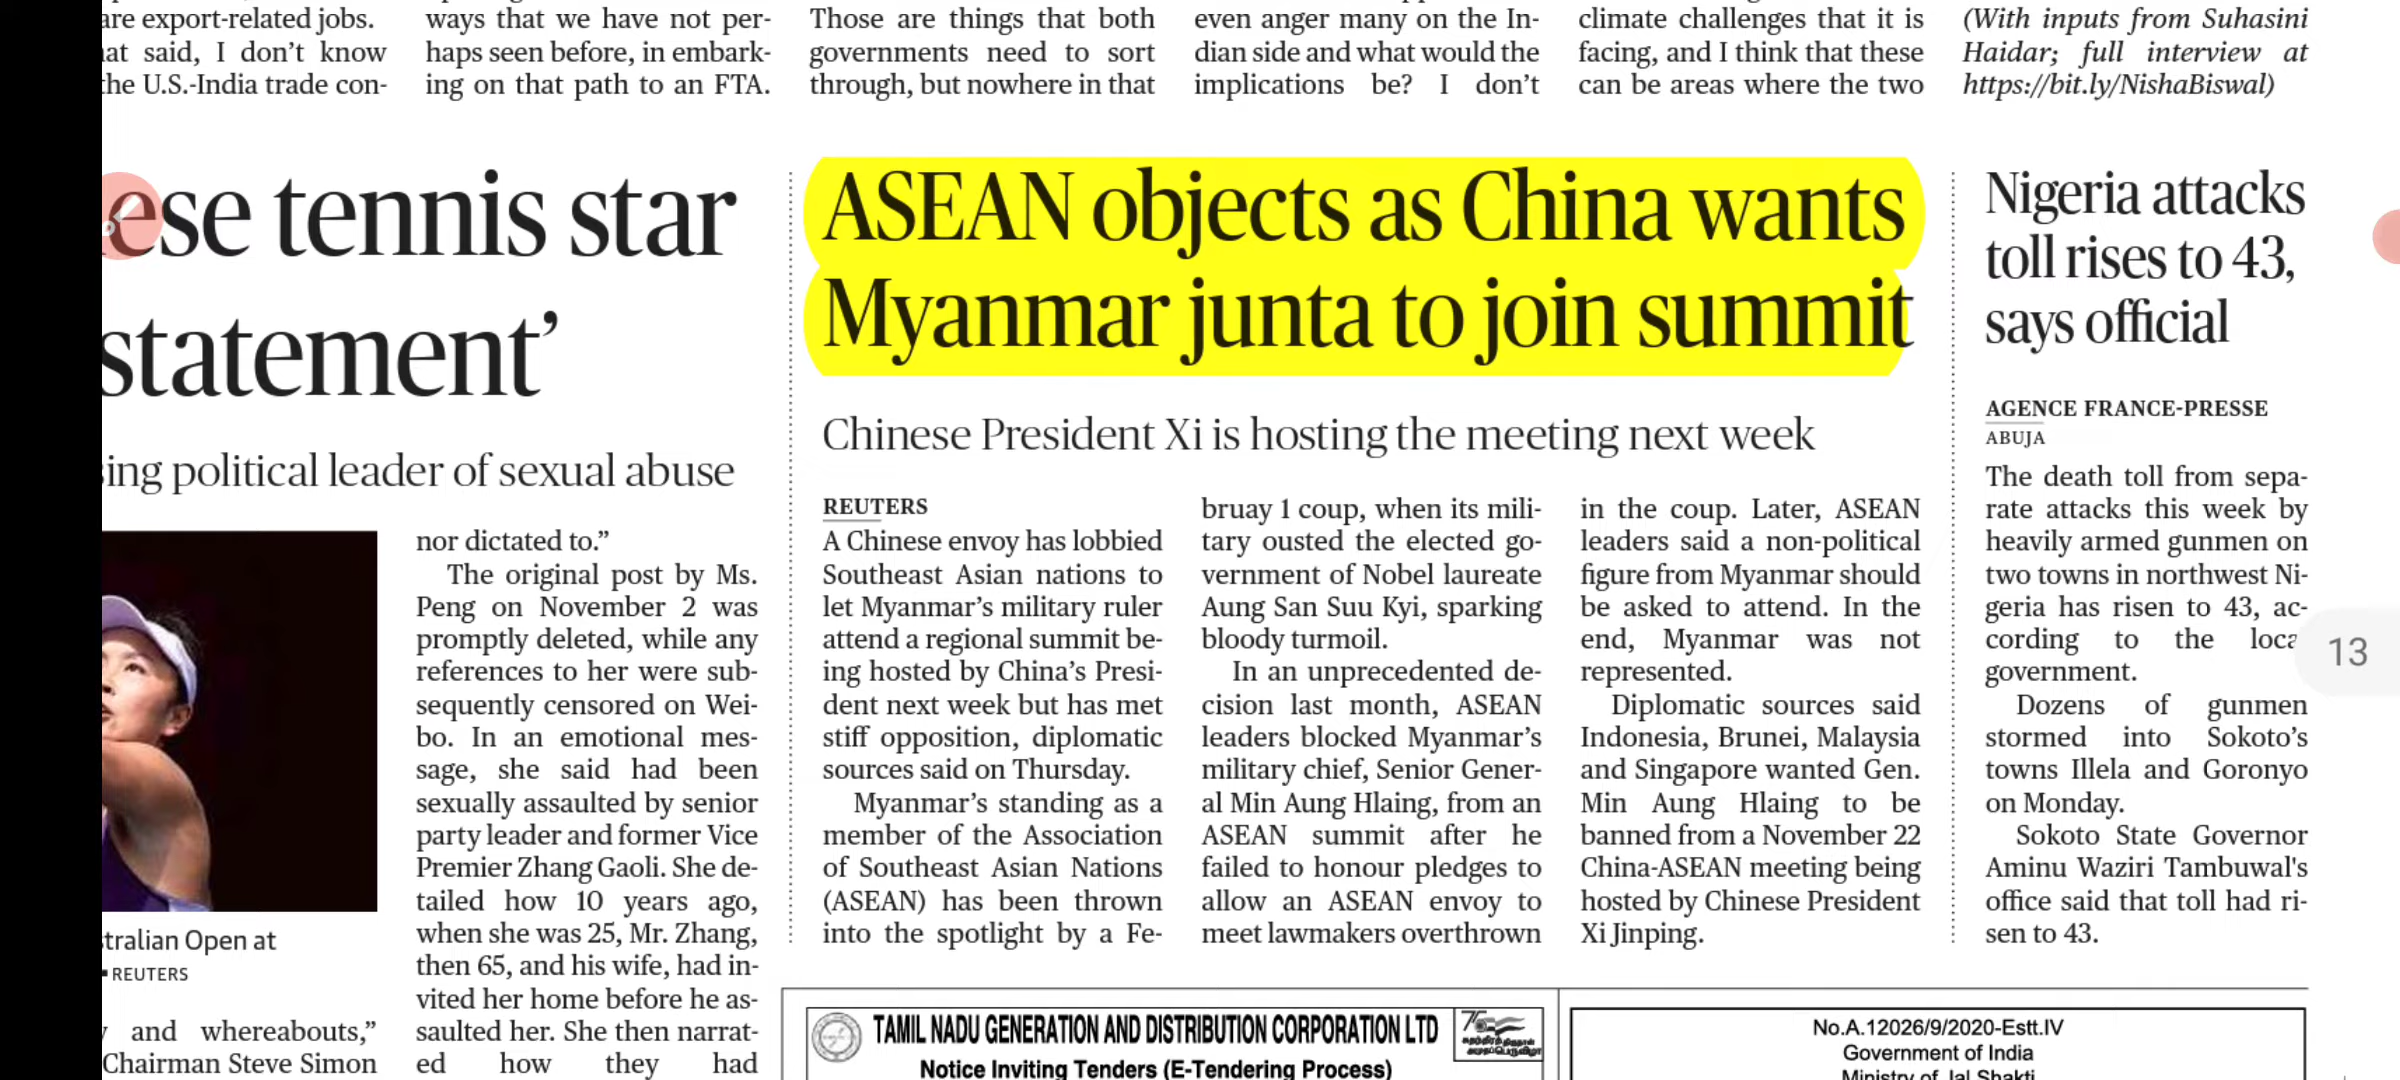 are export-related jobs.
at said, I don't know
the U.S.-India trade con-
ways that we have not per-
haps seen before, in embark-
ing on that path to an FTA.
Those are things that both
governments need to sort
through, but nowhere in that
even anger many on the In-
dian side and what would the
implications be? I don't
climate challenges that it is
facing, and I think that these
can be areas where the two
(With inputs from Suhasini
Haidar; full interview at
https://bit.ly/NishaBiswal)
ese tennis star
statement'
ing political leader of sexual abuse
tralian Open at
REUTERS
and whereabouts,"
Chairman Steve Simon
nor dictated to."
The original post by Ms.
Peng on November 2 was
promptly deleted, while any
references to her were sub-
sequently censored on Wei-
bo. In an emotional mes-
sage, she said had been
sexually assaulted by senior
party leader and former Vice
Premier Zhang Gaoli. She de-
tailed how 10 years ago,
when she was 25, Mr. Zhang,
then 65, and his wife, had in-
vited her home before he as-
saulted her. She then narrat-
ed how they had
ASEAN objects as China wants
Myanmar junta to join summit
Chinese President Xi is hosting the meeting next week
REUTERS
A Chinese envoy has lobbied
Southeast Asian nations to
let Myanmar's military ruler
attend a regional summit be-
ing hosted by China's Presi-
dent next week but has met
stiff opposition, diplomatic
sources said on Thursday.
Myanmar's standing as a
member of the Association
of Southeast Asian Nations
(ASEAN) has been thrown
into the spotlight by a Fe-
bruay 1 coup, when its mili-
tary ousted the elected go-
vernment of Nobel laureate
Aung San Suu Kyi, sparking
bloody turmoil.
In an unprecedented de-
cision last month, ASEAN
leaders blocked Myanmar's
military chief, Senior Gener-
al Min Aung Hlaing, from an
ASEAN summit after he
failed to honour pledges to
allow an ASEAN envoy to
meet lawmakers overthrown
in the coup. Later, ASEAN
leaders said a non-political
figure from Myanmar should
be asked to attend. In the
end, Myanmar was not
represented.
Diplomatic sources said
Indonesia, Brunei, Malaysia
and Singapore wanted Gen.
Min Aung Hlaing to be
banned from a November 22
China-ASEAN meeting being
hosted by Chinese President
Xi Jinping.
Nigeria attacks
toll rises to 43,
says official
AGENCE FRANCE-PRESSE
ABUJA
The death toll from sepa-
rate attacks this week by
heavily armed gunmen on
two towns in northwest Ni-
geria has risen to 43, ac-
cording to the loca
government.
Dozens of gunmen
stormed into Sokoto's
towns Illela and Goronyo
on Monday.
Sokoto State Governor
Aminu Waziri Tambuwal's
office said that toll had ri-
sen to 43.
13
TAMIL NADU GENERATION AND DISTRIBUTION CORPORATION LTD
Notice Inviting Tenders (E-Tendering Process)
No.A.12026/9/2020-Estt.IV
Government of India
Ministry of Jal Shakti